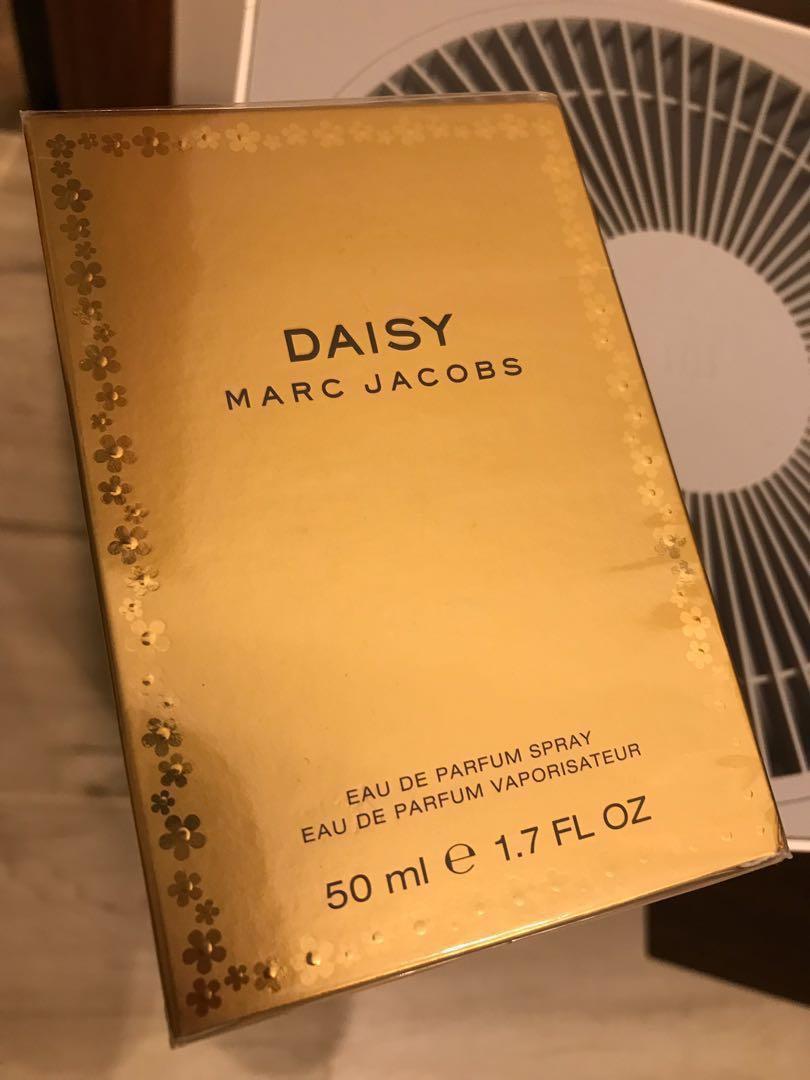 DAISY
MARC JACOBS
EAU DE PARFUM SPRAY
EAU DE PARFUM VAPORISATEUR
50 ml ℮ 1.7 FL OZ